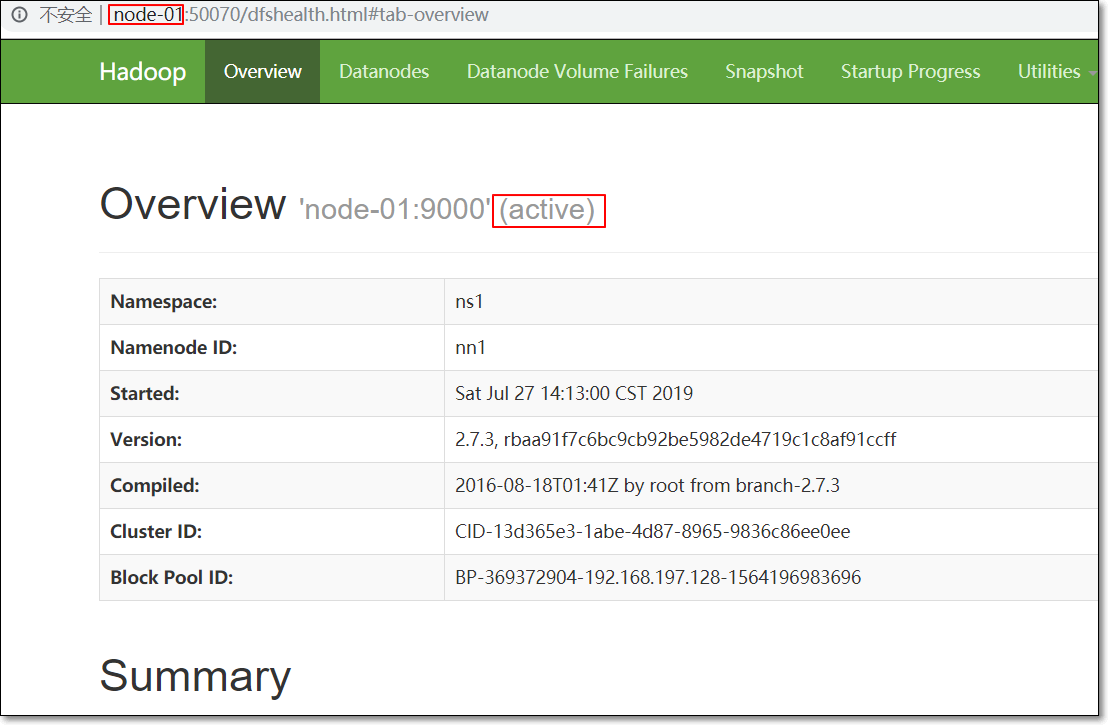 不安全 | node-01:50070/dfshealth.html#tab-overview
Hadoop Overview Datanodes Datanode Volume Failures Snapshot Startup Progress Utilities
Overview 'node-01:9000' (active)
Namespace: ns1
Namenode ID: nn1
Started: Sat Jul 27 14:13:00 CST 2019
Version: 2.7.3, rbaa91f7c6bc9cb92be5982de4719c1c8af91ccff
Compiled: 2016-08-18T01:41Z by root from branch-2.7.3
Cluster ID: CID-13d365e3-1abe-4d87-8965-9836c86ee0ee
Block Pool ID: BP-369372904-192.168.197.128-1564196983696
Summary